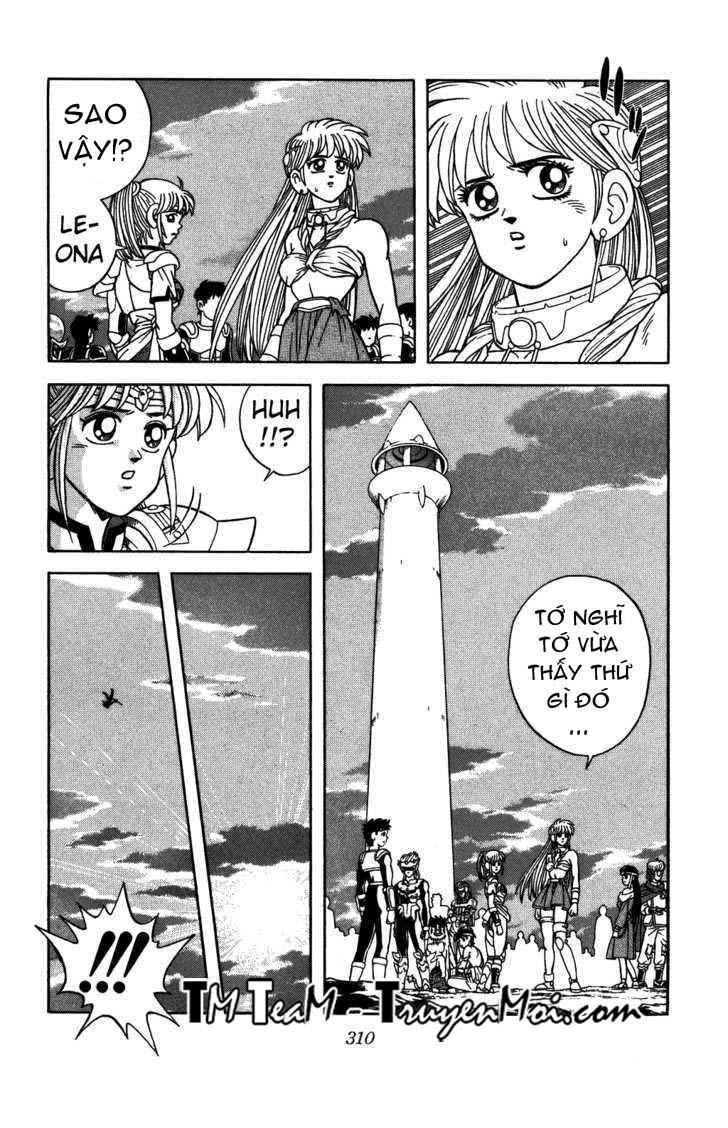 SAO
VẬY!?
LE-
ONA
HUH
!!?
TỚ NGHĨ
TỚ VỪA
THẤY THỨ
GÌ ĐÓ
...
!!!
TM TeaM - TruyenMoi.com
310